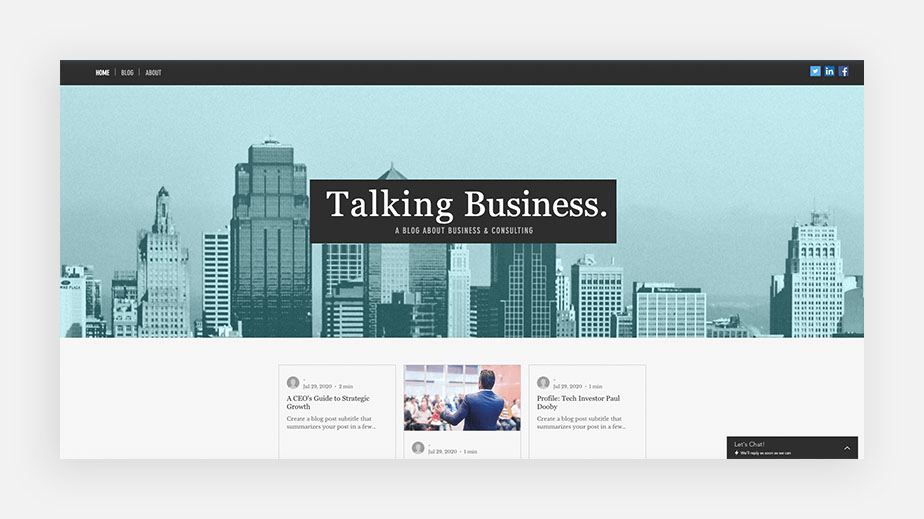 HOME | BLOG | ABOUT
Talking Business.
A BLOG ABOUT BUSINESS & CONSULTING
Jul 29, 2020 · 2 min
A CEO's Guide to Strategic
Growth
Create a blog post subtitle that
summarizes your post in a few...
Jul 29, 2020 · 1 min
Jul 29, 2020 · 1 min
Profile: Tech Investor Paul
Dooby
Create a blog post subtitle that
summarizes your post in a few...
Let's Chat!
We'll reply as soon as we can